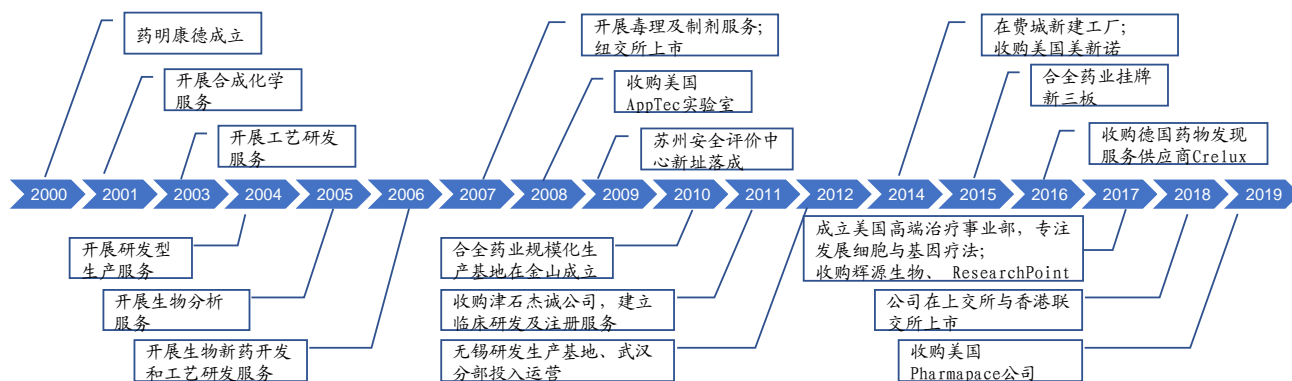 药明康德成立
开展合成化学
服务
开展工艺研发
服务
开展毒理及制剂服务;
纽交所上市
收购美国
AppTec实验室
苏州安全评价中
心新址落成
在费城新建工厂;
收购美国美新诺
合全药业挂牌
新三板
收购德国药物发现
服务供应商Crelux
2000 2001 2003 2004 2005 2006 2007 2008 2009 2010 2011 2012 2014 2015 2016 2017 2018 2019
开展研发型
生产服务
开展生物分析
服务
开展生物新药开发
和工艺研发服务
合全药业规模化生
产基地在金山成立
收购津石杰诚公司，建立
临床研发及注册服务
无锡研发生产基地、武汉
分部投入运营
成立美国高端治疗事业部，专注
发展细胞与基因疗法;
收购辉源生物、ResearchPoint
公司在上交所与香港联
交所上市
收购美国
Pharmapace公司